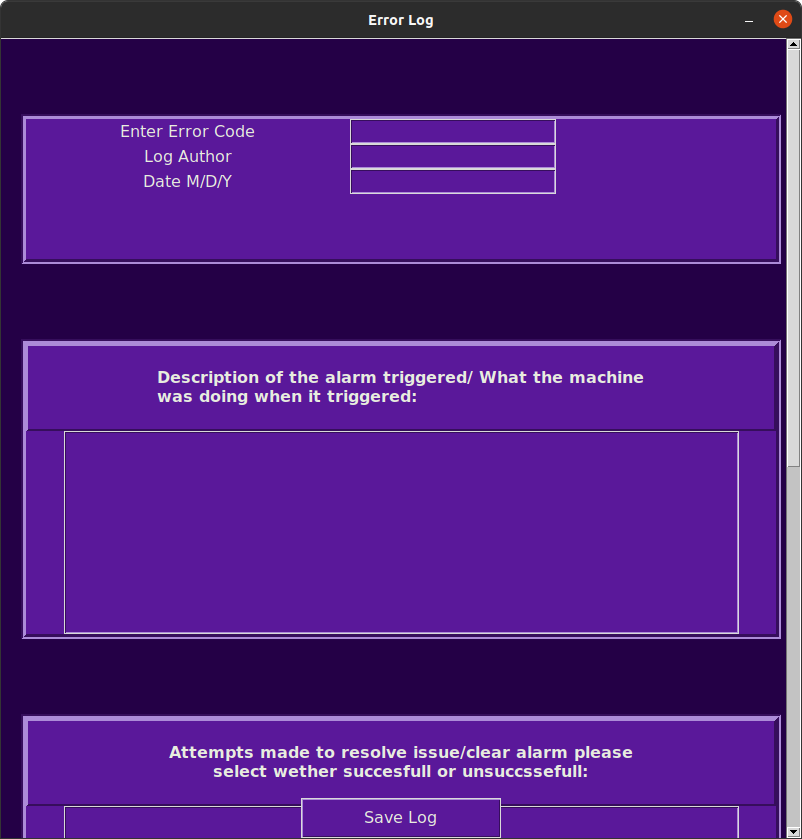 Error Log
Enter Error Code
Log Author
Date M/D/Y
Description of the alarm triggered/ What the machine
was doing when it triggered:
Attempts made to resolve issue/clear alarm please
select wether succesfull or unsuccssefull:
Save Log